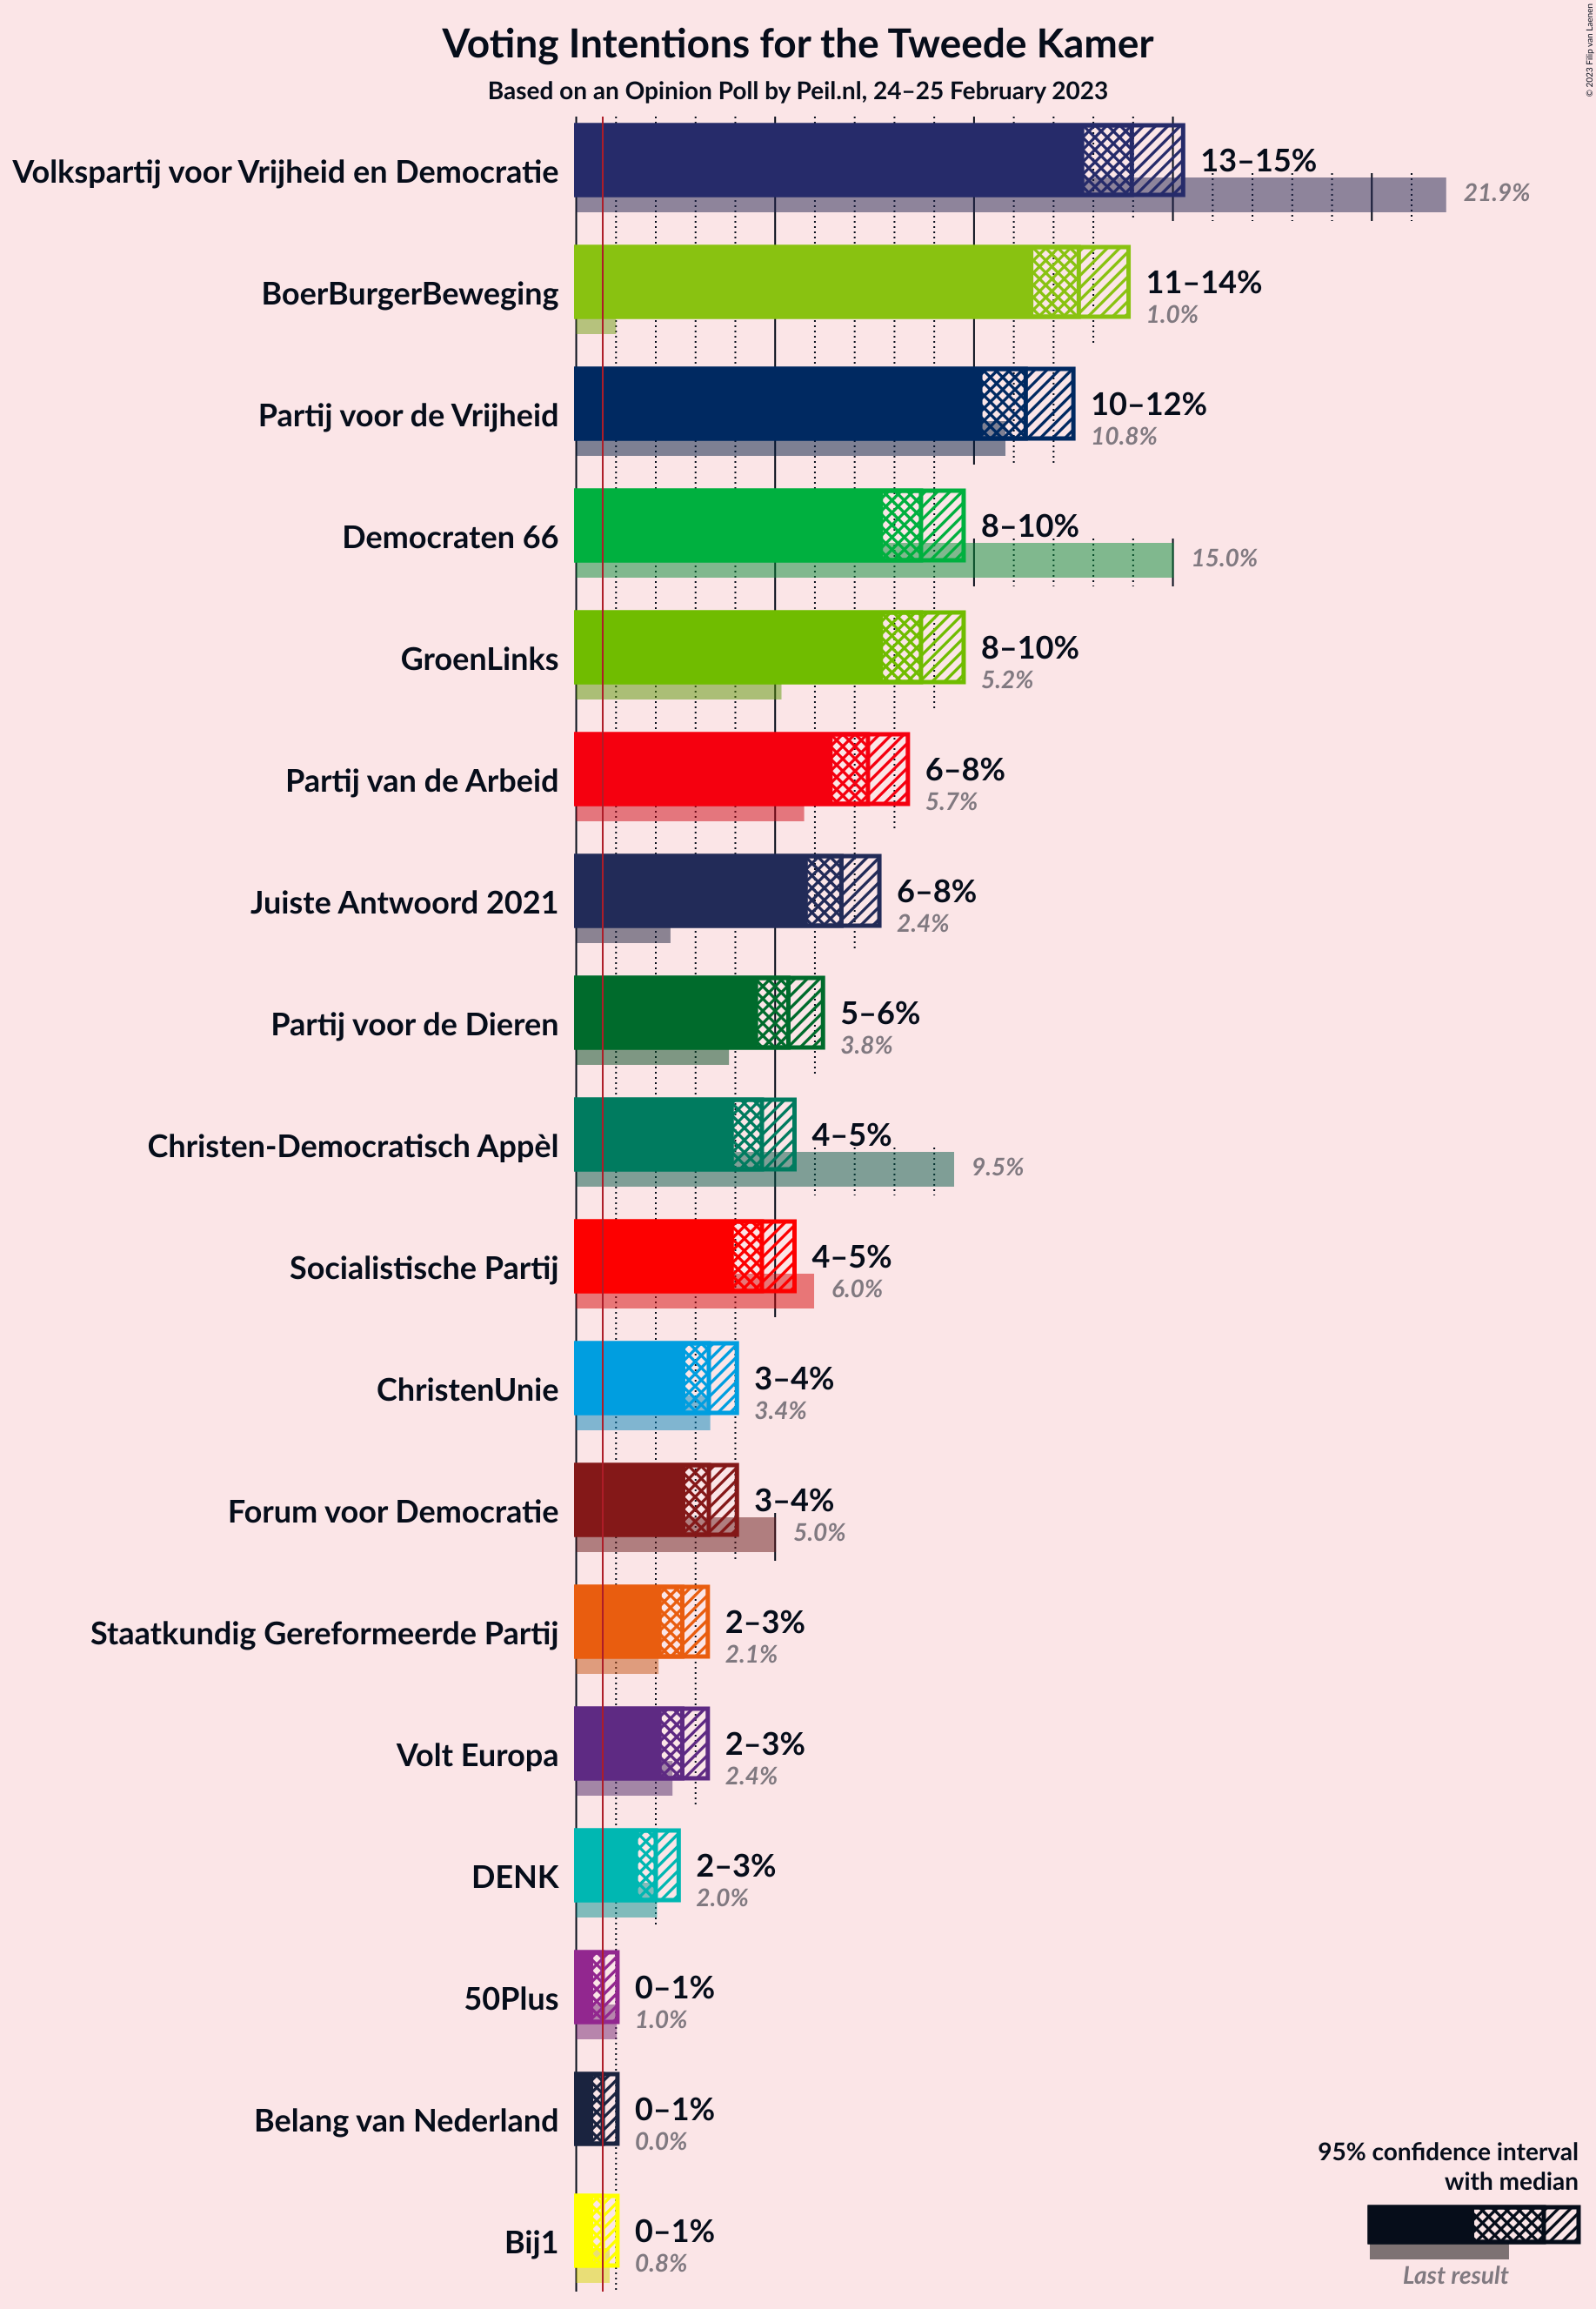 Voting Intentions for the Tweede Kamer
Based on an Opinion Poll by Peil.nl, 24–25 February 2023
© 2023 Filip van Laenen
Volkspartij voor Vrijheid en Democratie
13–15%
21.9%
BoerBurgerBeweging
11–14%
1.0%
Partij voor de Vrijheid
10–12%
10.8%
Democraten 66
8–10%
15.0%
GroenLinks
8–10%
5.2%
Partij van de Arbeid
6–8%
5.7%
Juiste Antwoord 2021
6–8%
2.4%
Partij voor de Dieren
5–6%
3.8%
Christen-Democratisch Appèl
4–5%
9.5%
Socialistische Partij
4–5%
6.0%
ChristenUnie
3–4%
3.4%
Forum voor Democratie
3–4%
5.0%
Staatkundig Gereformeerde Partij
2–3%
2.1%
Volt Europa
2–3%
2.4%
DENK
2–3%
2.0%
50Plus
0–1%
1.0%
Belang van Nederland
0–1%
0.0%
Bij1
0–1%
0.8%
95% confidence interval
with median
Last result